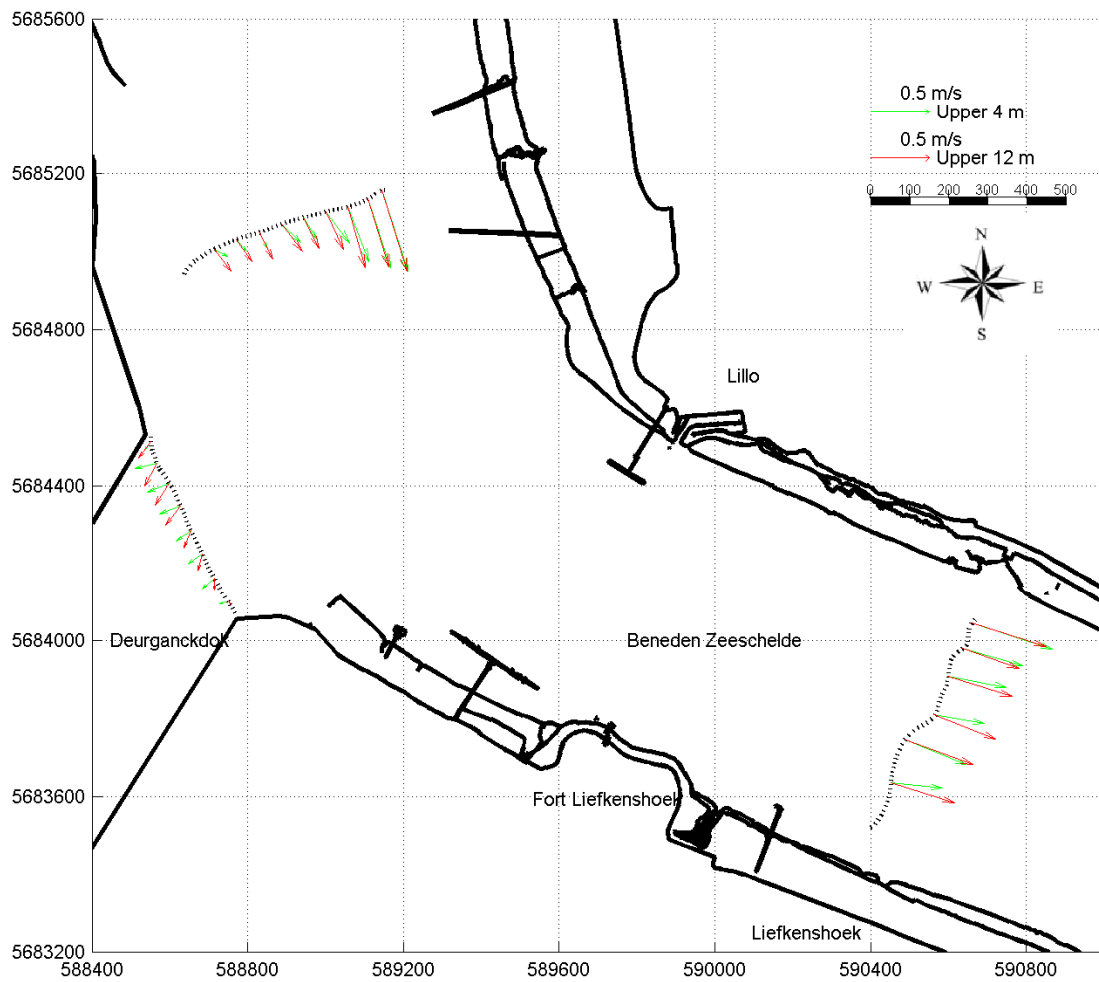 5685600
5685200
5684800
5684400
5684000
5683600
5683200
588400 588800 589200 589600 590000 590400 590800
0.5 m/s
Upper 4 m
0.5 m/s
Upper 12 m
0 100 200 300 400 500
N
W E
S
Lillo
Deurganckdok
Beneden Zeeschelde
Fort Liefkenshoek
Liefkenshoek